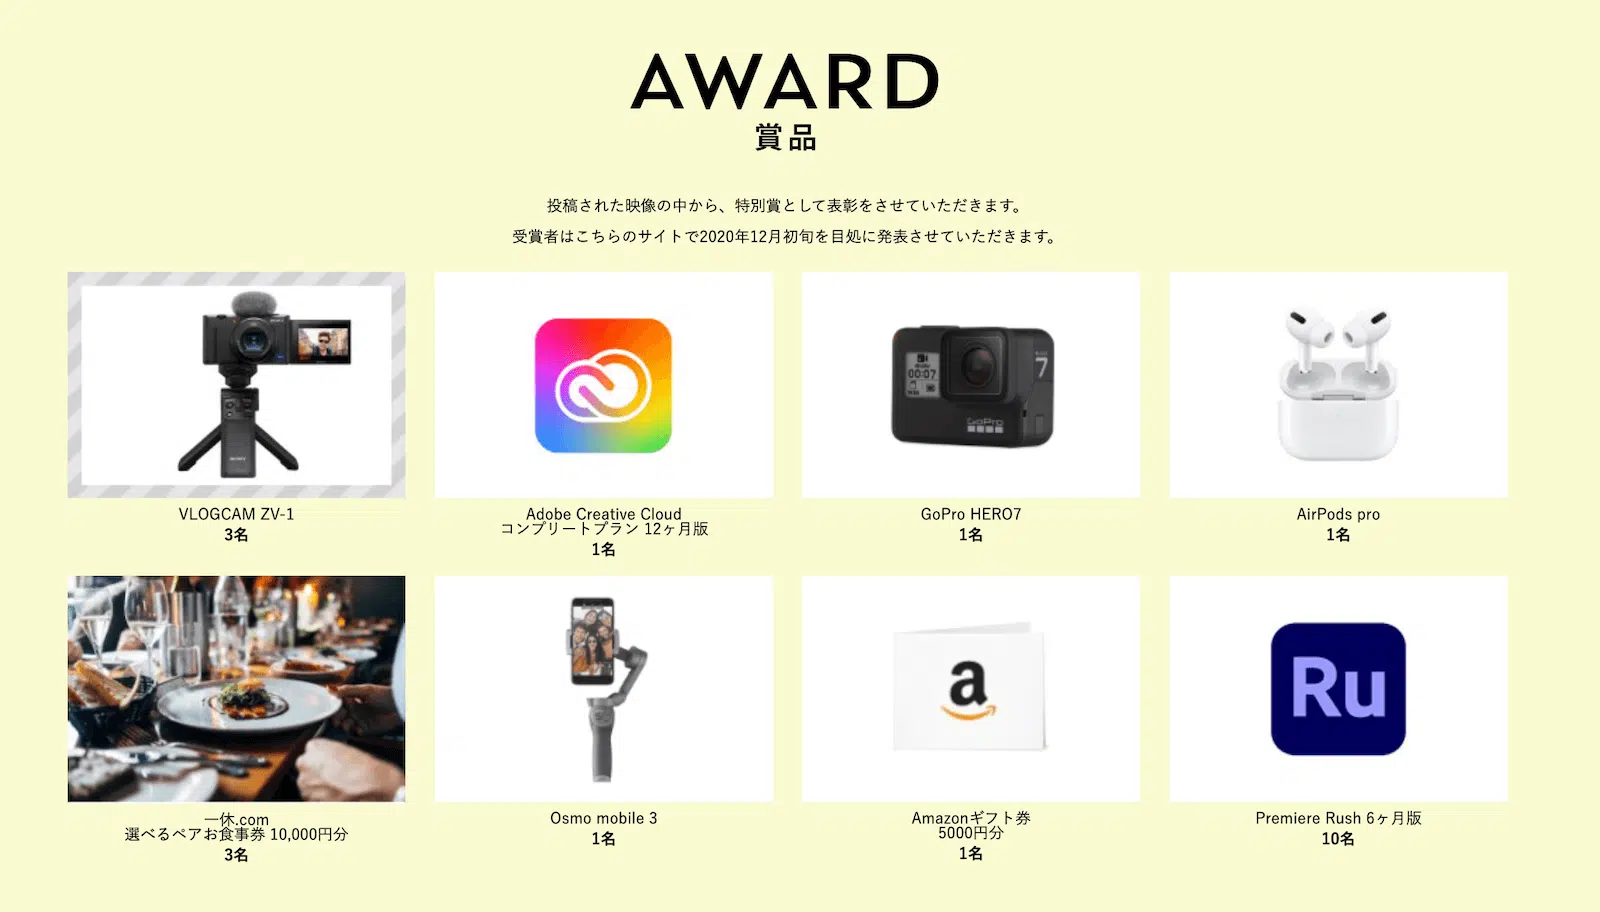 AWARD
賞品
投稿された映像の中から、特別賞として表彰をさせていただきます。
受賞者はこちらのサイトで2020年12月初旬を目処に発表させていただきます。
SONY
VLOGCAM ZV-1
3名
Adobe Creative Cloud
コンプリートプラン 12ヶ月版
1名
00:07
7
GoPro
GoPro HERO7
1名
AirPods pro
1名
一休.com
選べるペアお食事券 10,000円分
3名
Osmo mobile 3
1名
a
Amazonギフト券
5000円分
1名
Ru
Premiere Rush 6ヶ月版
10名